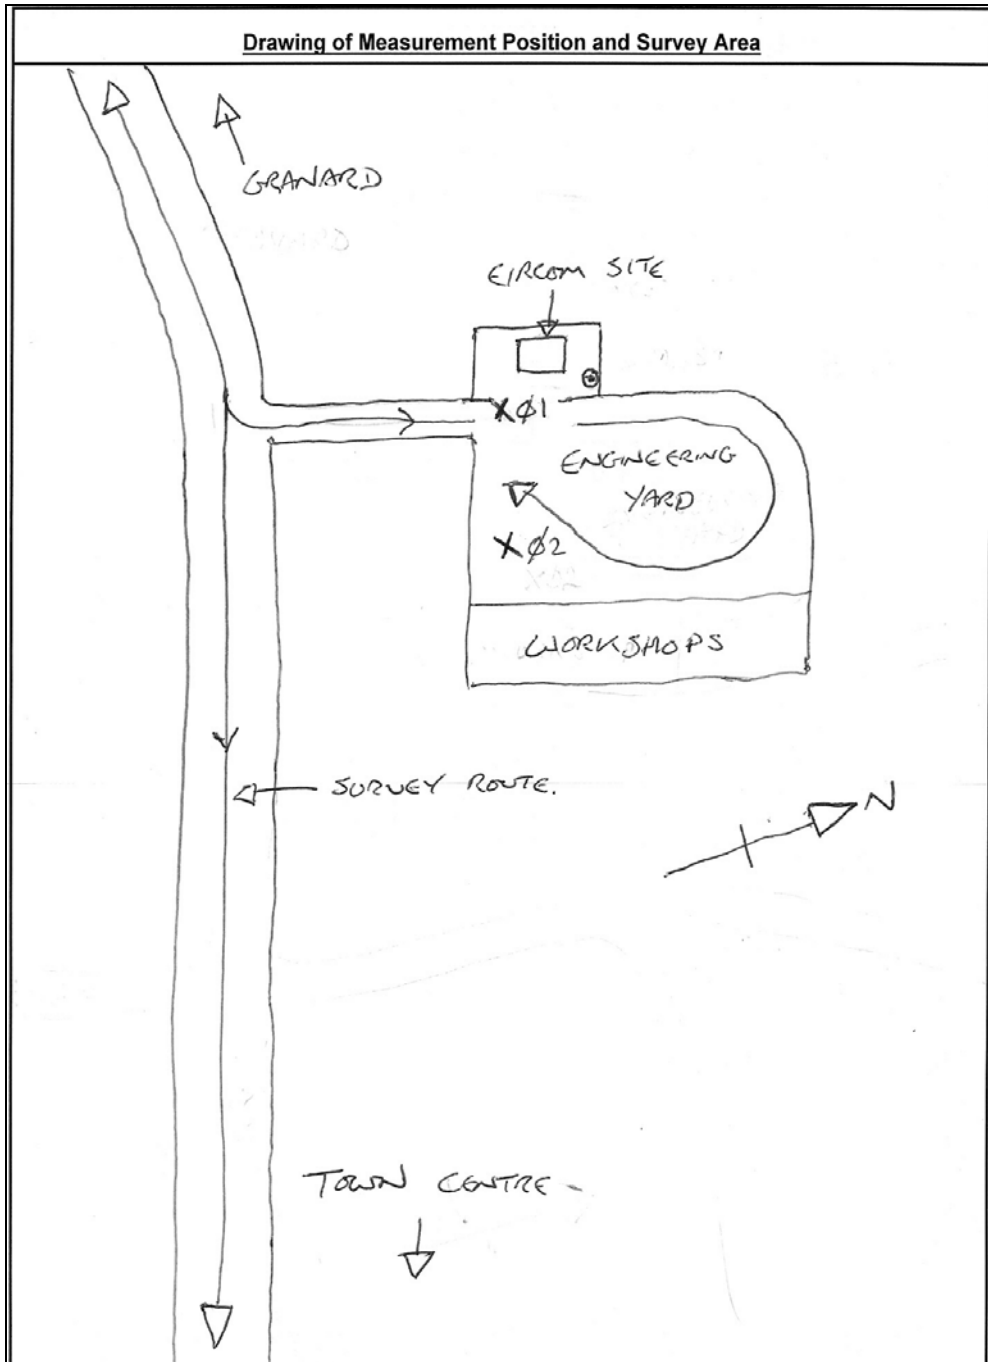 Drawing of Measurement Position and Survey Area
GRANARD
EIRCOM SITE
XØ1
ENGINEERING
YARD
XØ2
WORKSHOPS
SURVEY ROUTE.
N
TOWN CENTRE